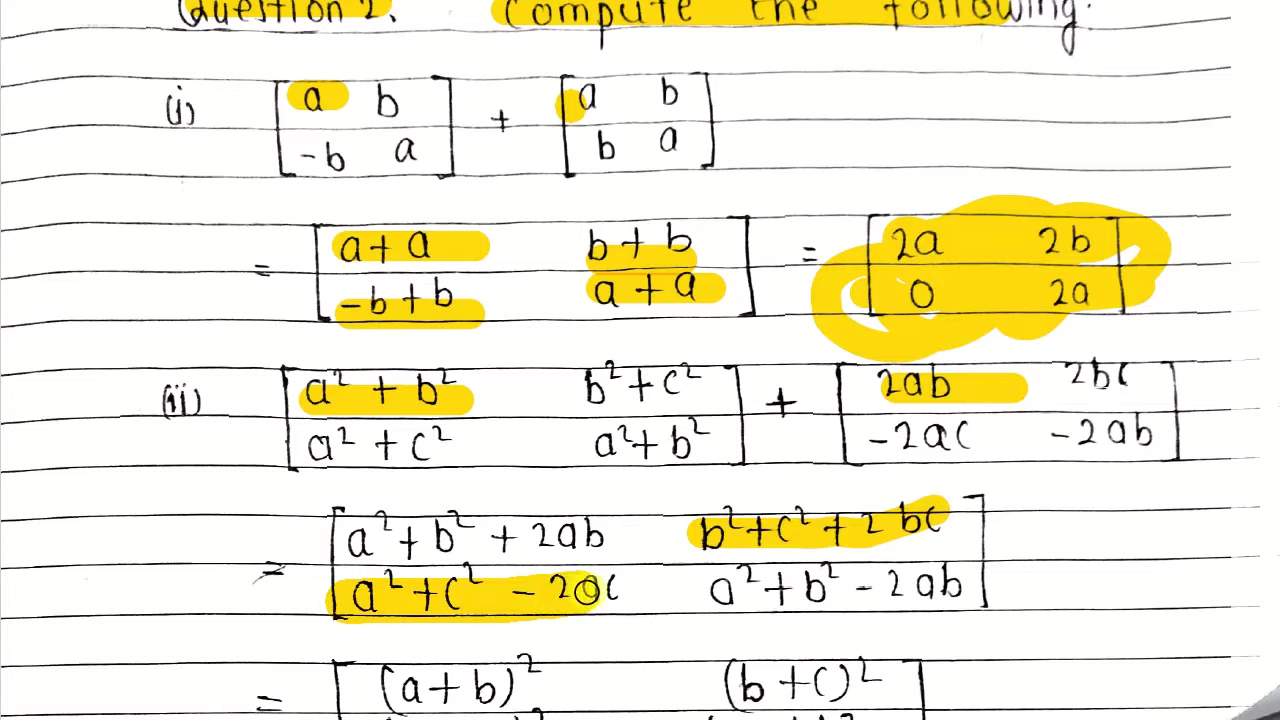 Question 2. Compute the following.
(i) [a b; -b a] + [a b; b a]
= [a + a b + b; -b + b a + a] = [2a 2b; 0 2a]
(ii) [a² + b² b² + c²; a² + c² a² + b²] + [2ab 2bc; -2ac -2ab]
= [a² + b² + 2ab b² + c² + 2bc; a² + c² - 2ac a² + b² - 2ab]
= [(a + b)² (b + c)²